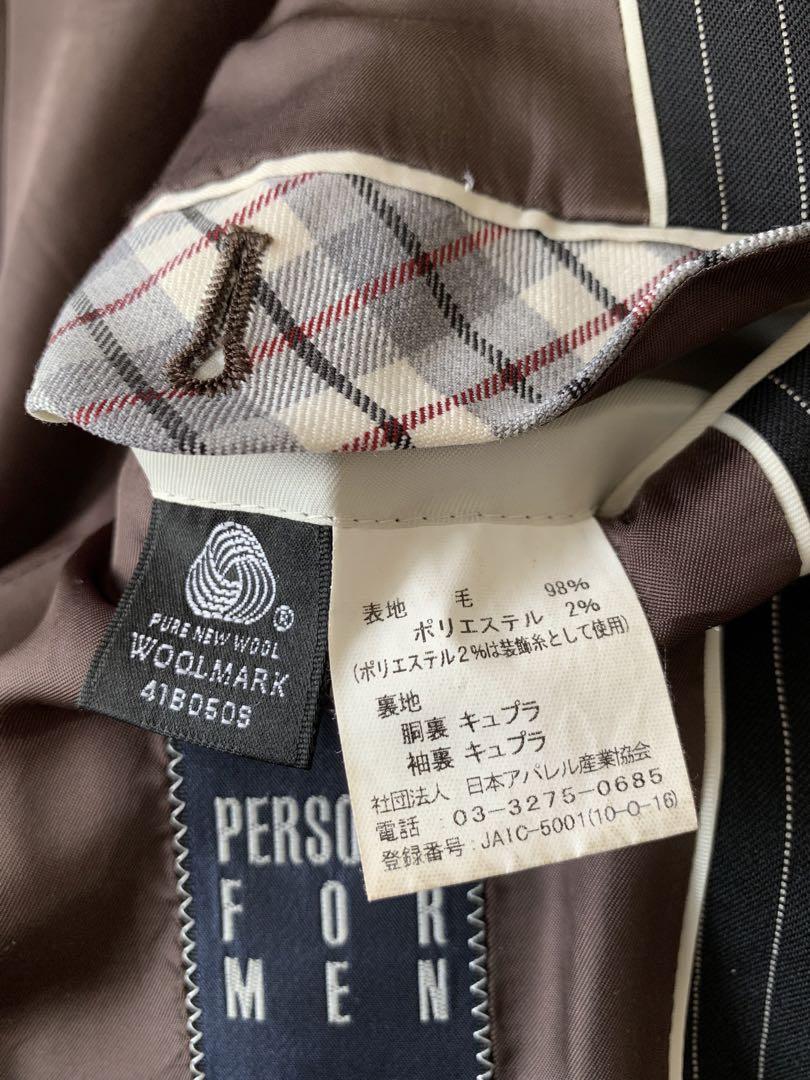 ®
PURE NEW WOOL
WOOLMARK
41B0505
表地 毛 98%
ポリエステル 2%
(ポリエステル2%は装飾糸として使用)
裏地
胴裏 キュプラ
袖裏 キュプラ
社団法人 日本アパレル産業協会
電話 : 03-3275-0685
登録番号 : JAIC-5001(10-0-16)
PERSO
FOR
MEN